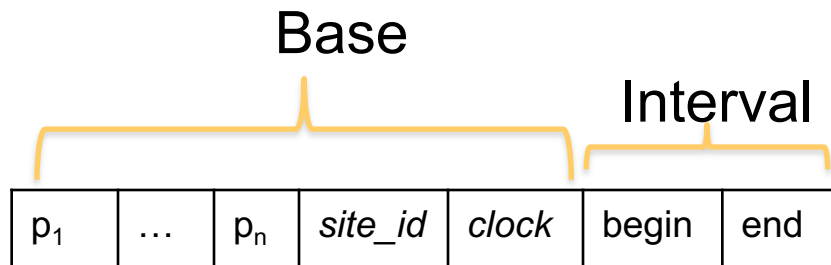 Base
Interval
p₁ … pₙ site_id clock begin end